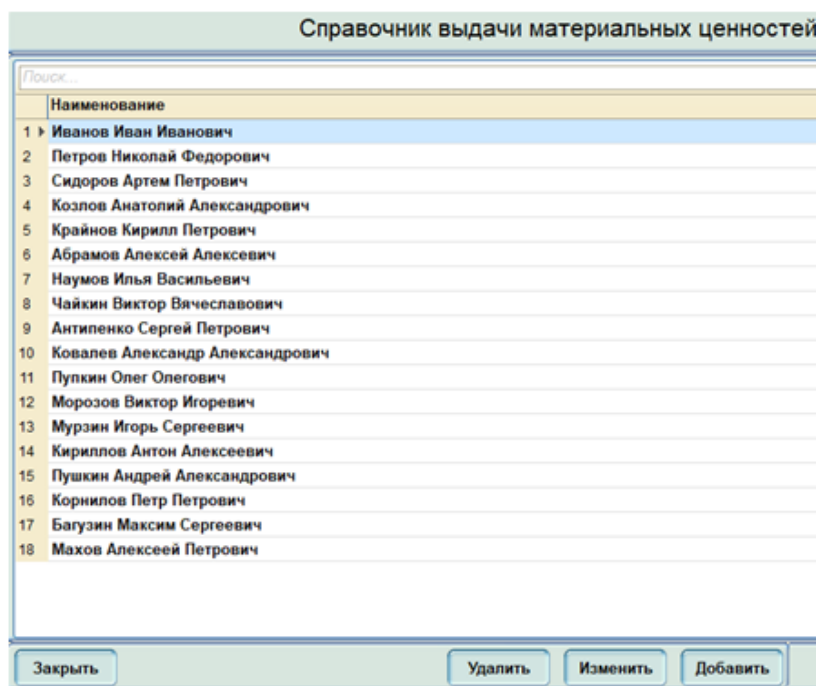 Справочник выдачи материальных ценностей
Поиск...
Наименование
1 Иванов Иван Иванович
2 Петров Николай Федорович
3 Сидоров Артем Петрович
4 Козлов Анатолий Александрович
5 Крайнов Кирилл Петрович
6 Абрамов Алексей Алексевич
7 Наумов Илья Васильевич
8 Чайкин Виктор Вячеславович
9 Антипенко Сергей Петрович
10 Ковалев Александр Александрович
11 Пупкин Олег Олегович
12 Морозов Виктор Игоревич
13 Мурзин Игорь Сергеевич
14 Кириллов Антон Алексеевич
15 Пушкин Андрей Александрович
16 Корнилов Петр Петрович
17 Багузин Максим Сергеевич
18 Махов Алексеей Петрович
Закрыть Удалить Изменить Добавить